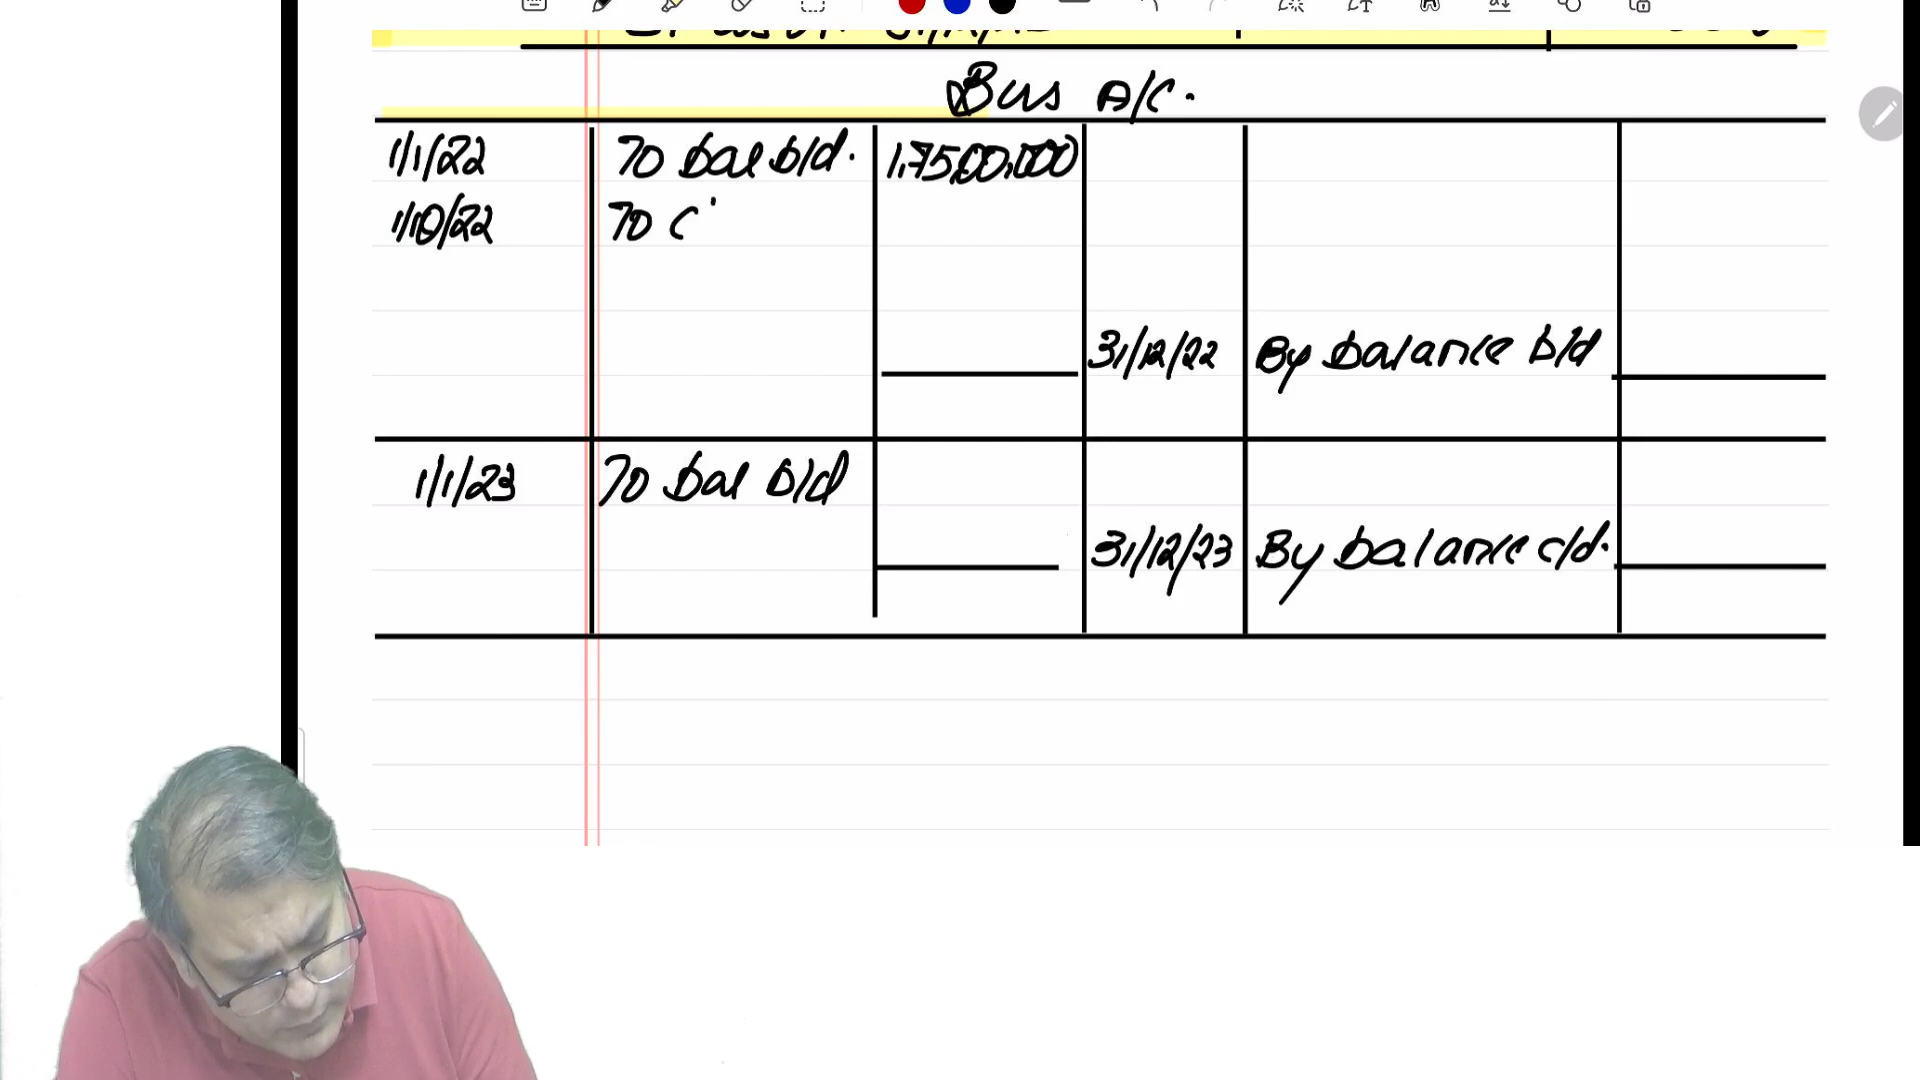 Bus A/C.
1/1/22 To bal b/d. 1,75,00,000
1/10/22 To C
31/12/22 By balance b/d
1/1/23 To bal b/d
31/12/23 By balance c/d.